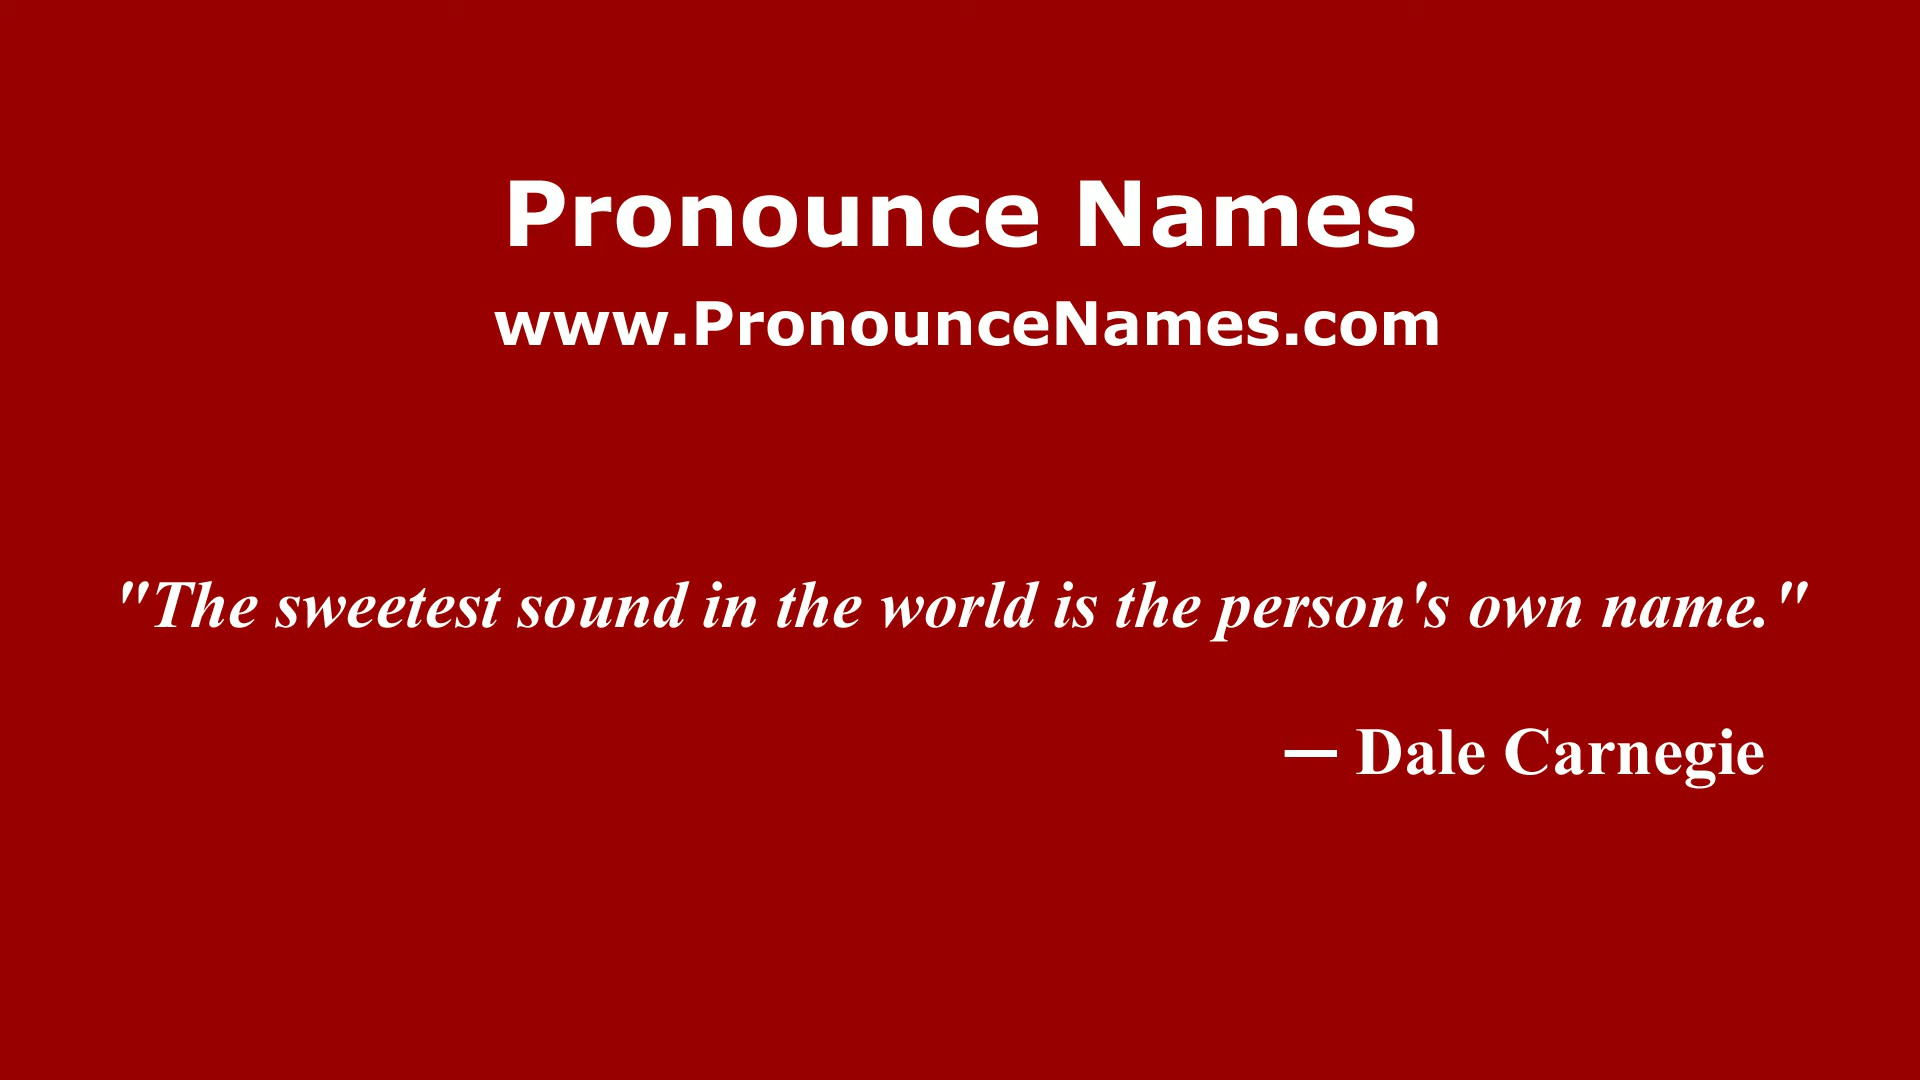 Pronounce Names
www.PronounceNames.com
"The sweetest sound in the world is the person's own name."
— Dale Carnegie